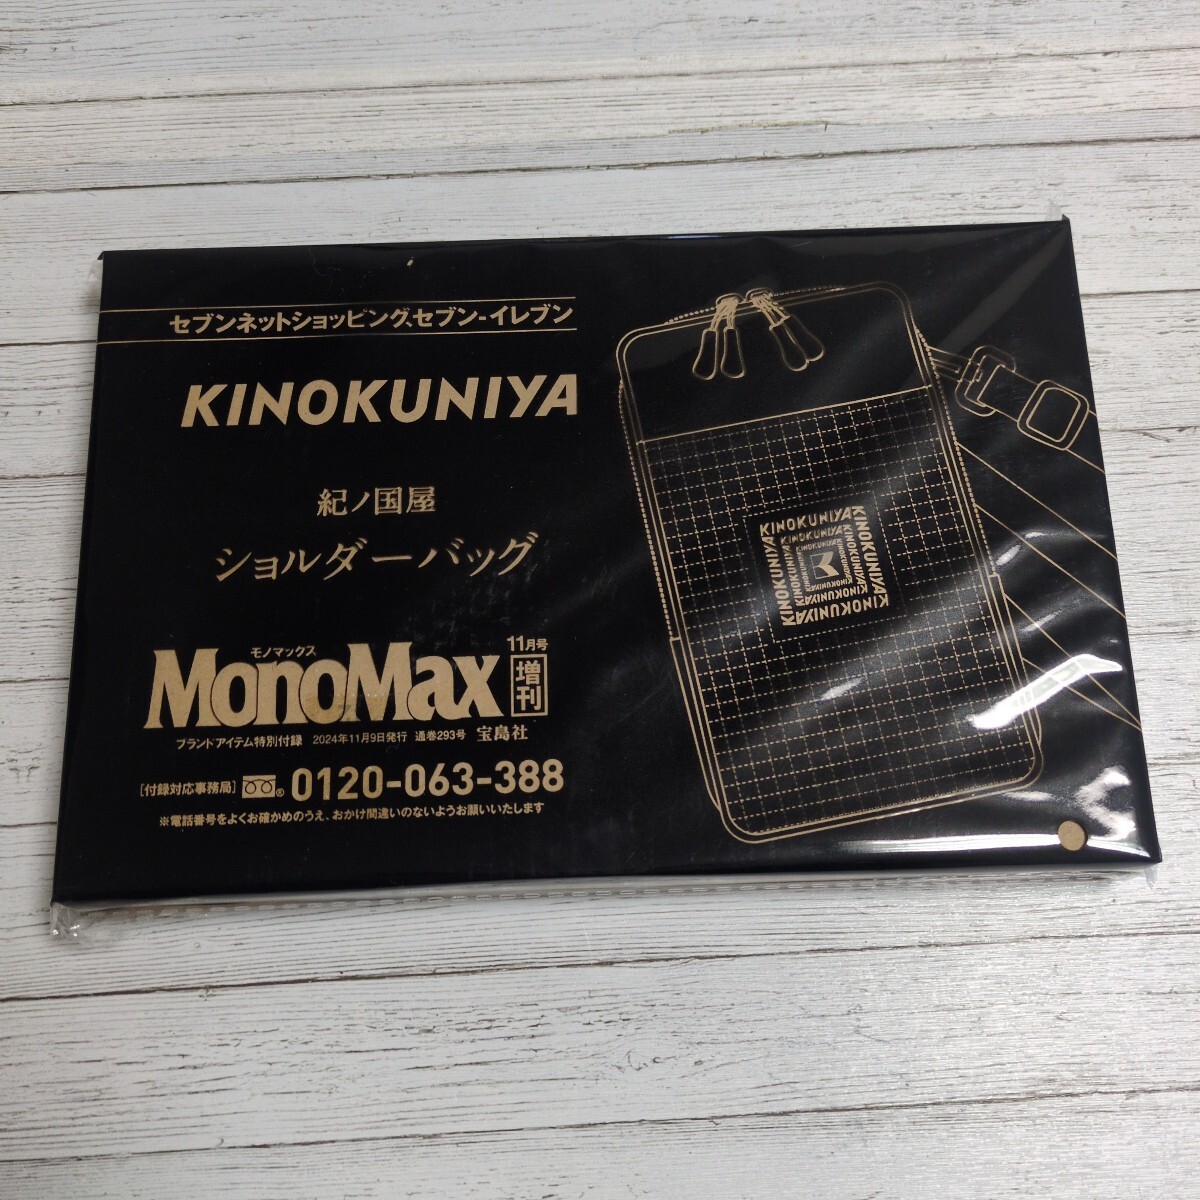 セブンネットショッピング、セブン-イレブン
KINOKUNIYA
紀ノ国屋
ショルダーバッグ
モノマックス
MonoMax
11月号
増刊
ブランドアイテム特別付録 2024年11月9日発行 通巻293号 宝島社
[付録対応事務局] 0120-063-388
※電話番号をよくお確かめのうえ、おかけ間違いのないようお願いいたします
KINOKUNIYA
KINOKUNIYA
KINOKUNIYA
KINOKUNIYA
KINOKUNIYA
KINOKUNIYA
KINOKUNIYA
KINOKUNIYA